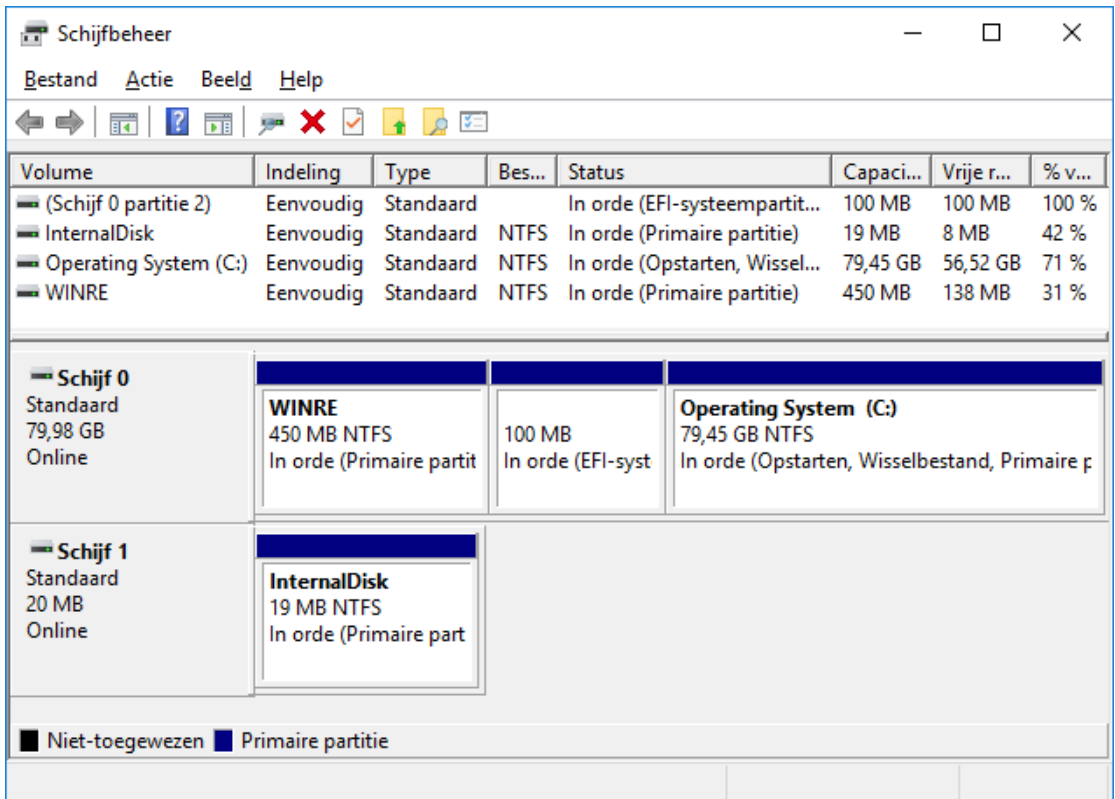 Schijfbeheer
Bestand Actie Beeld Help
Volume Indeling Type Bes... Status Capaci... Vrije r... % v...
(Schijf 0 partitie 2) Eenvoudig Standaard In orde (EFI-systeempartit... 100 MB 100 MB 100 %
InternalDisk Eenvoudig Standaard NTFS In orde (Primaire partitie) 19 MB 8 MB 42 %
Operating System (C:) Eenvoudig Standaard NTFS In orde (Opstarten, Wissel... 79,45 GB 56,52 GB 71 %
WINRE Eenvoudig Standaard NTFS In orde (Primaire partitie) 450 MB 138 MB 31 %
Schijf 0
Standaard
79,98 GB
Online
WINRE
450 MB NTFS
In orde (Primaire partit
100 MB
In orde (EFI-syst
Operating System (C:)
79,45 GB NTFS
In orde (Opstarten, Wisselbestand, Primaire p
Schijf 1
Standaard
20 MB
Online
InternalDisk
19 MB NTFS
In orde (Primaire part
Niet-toegewezen Primaire partitie